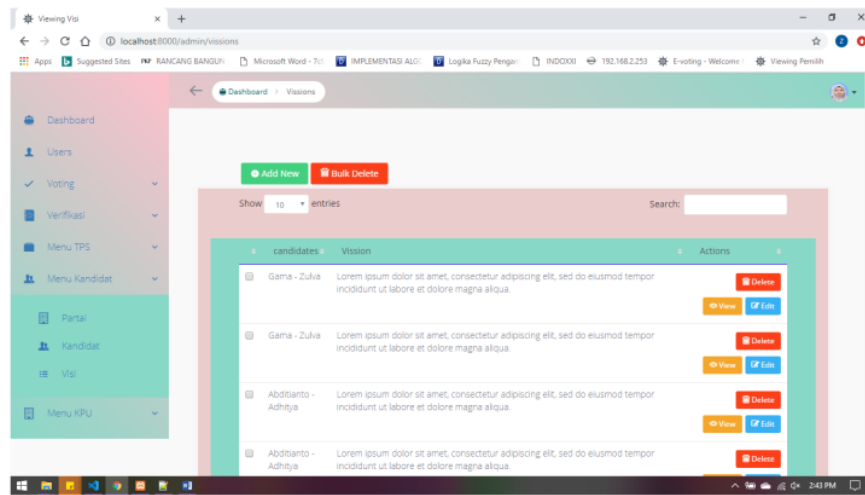 Viewing Visi
localhost:8000/admin/vissions
Apps Suggested Sites RANCANG BANGUN Microsoft Word - 7ct IMPLEMENTASI ALG Logika Fuzzy Pengam INDOXXI 192.168.2.253 E-voting - Welcome Viewing Pemilih
Dashboard > Vissions
Dashboard
Users
Voting
Verifikasi
Menu TPS
Menu Kandidat
Partai
Kandidat
Visi
Menu KPU
Add New Bulk Delete
Show 10 entries Search:
candidates Vission Actions
Gama - Zulva Lorem ipsum dolor sit amet, consectetur adipiscing elit, sed do eiusmod tempor
incididunt ut labore et dolore magna aliqua.
Delete
View Edit
Gama - Zulva Lorem ipsum dolor sit amet, consectetur adipiscing elit, sed do eiusmod tempor
incididunt ut labore et dolore magna aliqua.
Delete
View Edit
Abditianto -
Adhitya
Lorem ipsum dolor sit amet, consectetur adipiscing elit, sed do eiusmod tempor
incididunt ut labore et dolore magna aliqua.
Delete
View Edit
Abditianto -
Adhitya
Lorem ipsum dolor sit amet, consectetur adipiscing elit, sed do eiusmod tempor
incididunt ut labore et dolore magna aliqua.
Delete
2:43 PM